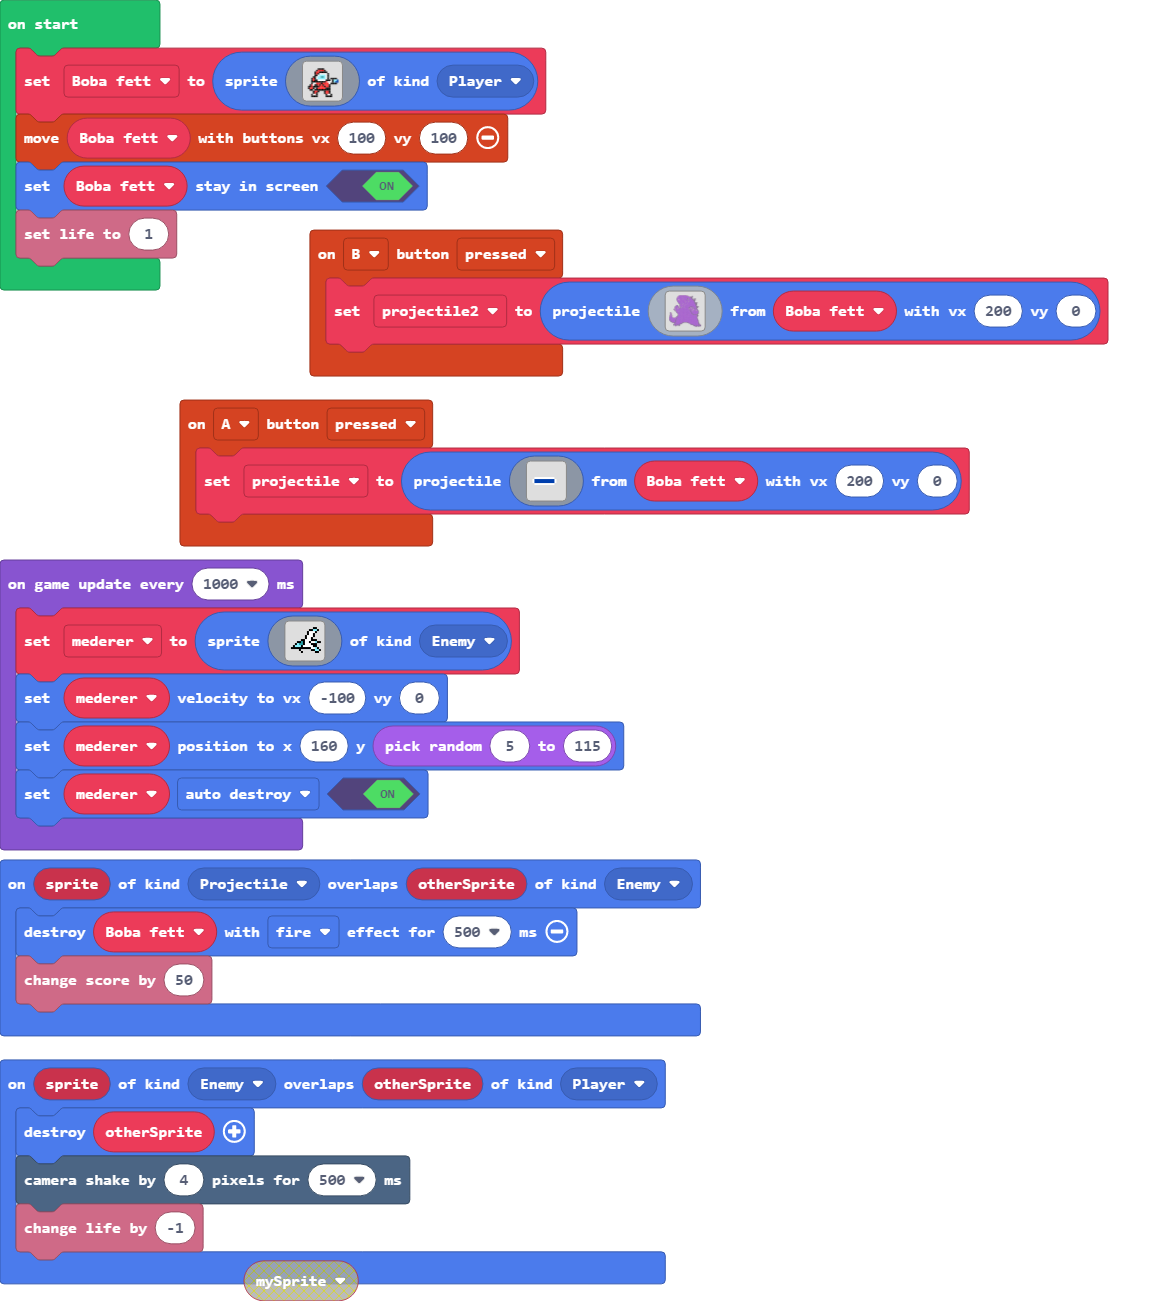 on start
set Boba fett to sprite of kind Player
move Boba fett with buttons vx 100 vy 100
set Boba fett stay in screen ON
set life to 1
on B button pressed
set projectile2 to projectile from Boba fett with vx 200 vy 0
on A button pressed
set projectile to projectile from Boba fett with vx 200 vy 0
on game update every 1000 ms
set mederer to sprite of kind Enemy
set mederer velocity to vx -100 vy 0
set mederer position to x 160 y pick random 5 to 115
set mederer auto destroy ON
on sprite of kind Projectile overlaps otherSprite of kind Enemy
destroy Boba fett with fire effect for 500 ms
change score by 50
on sprite of kind Enemy overlaps otherSprite of kind Player
destroy otherSprite
camera shake by 4 pixels for 500 ms
change life by -1
mySprite